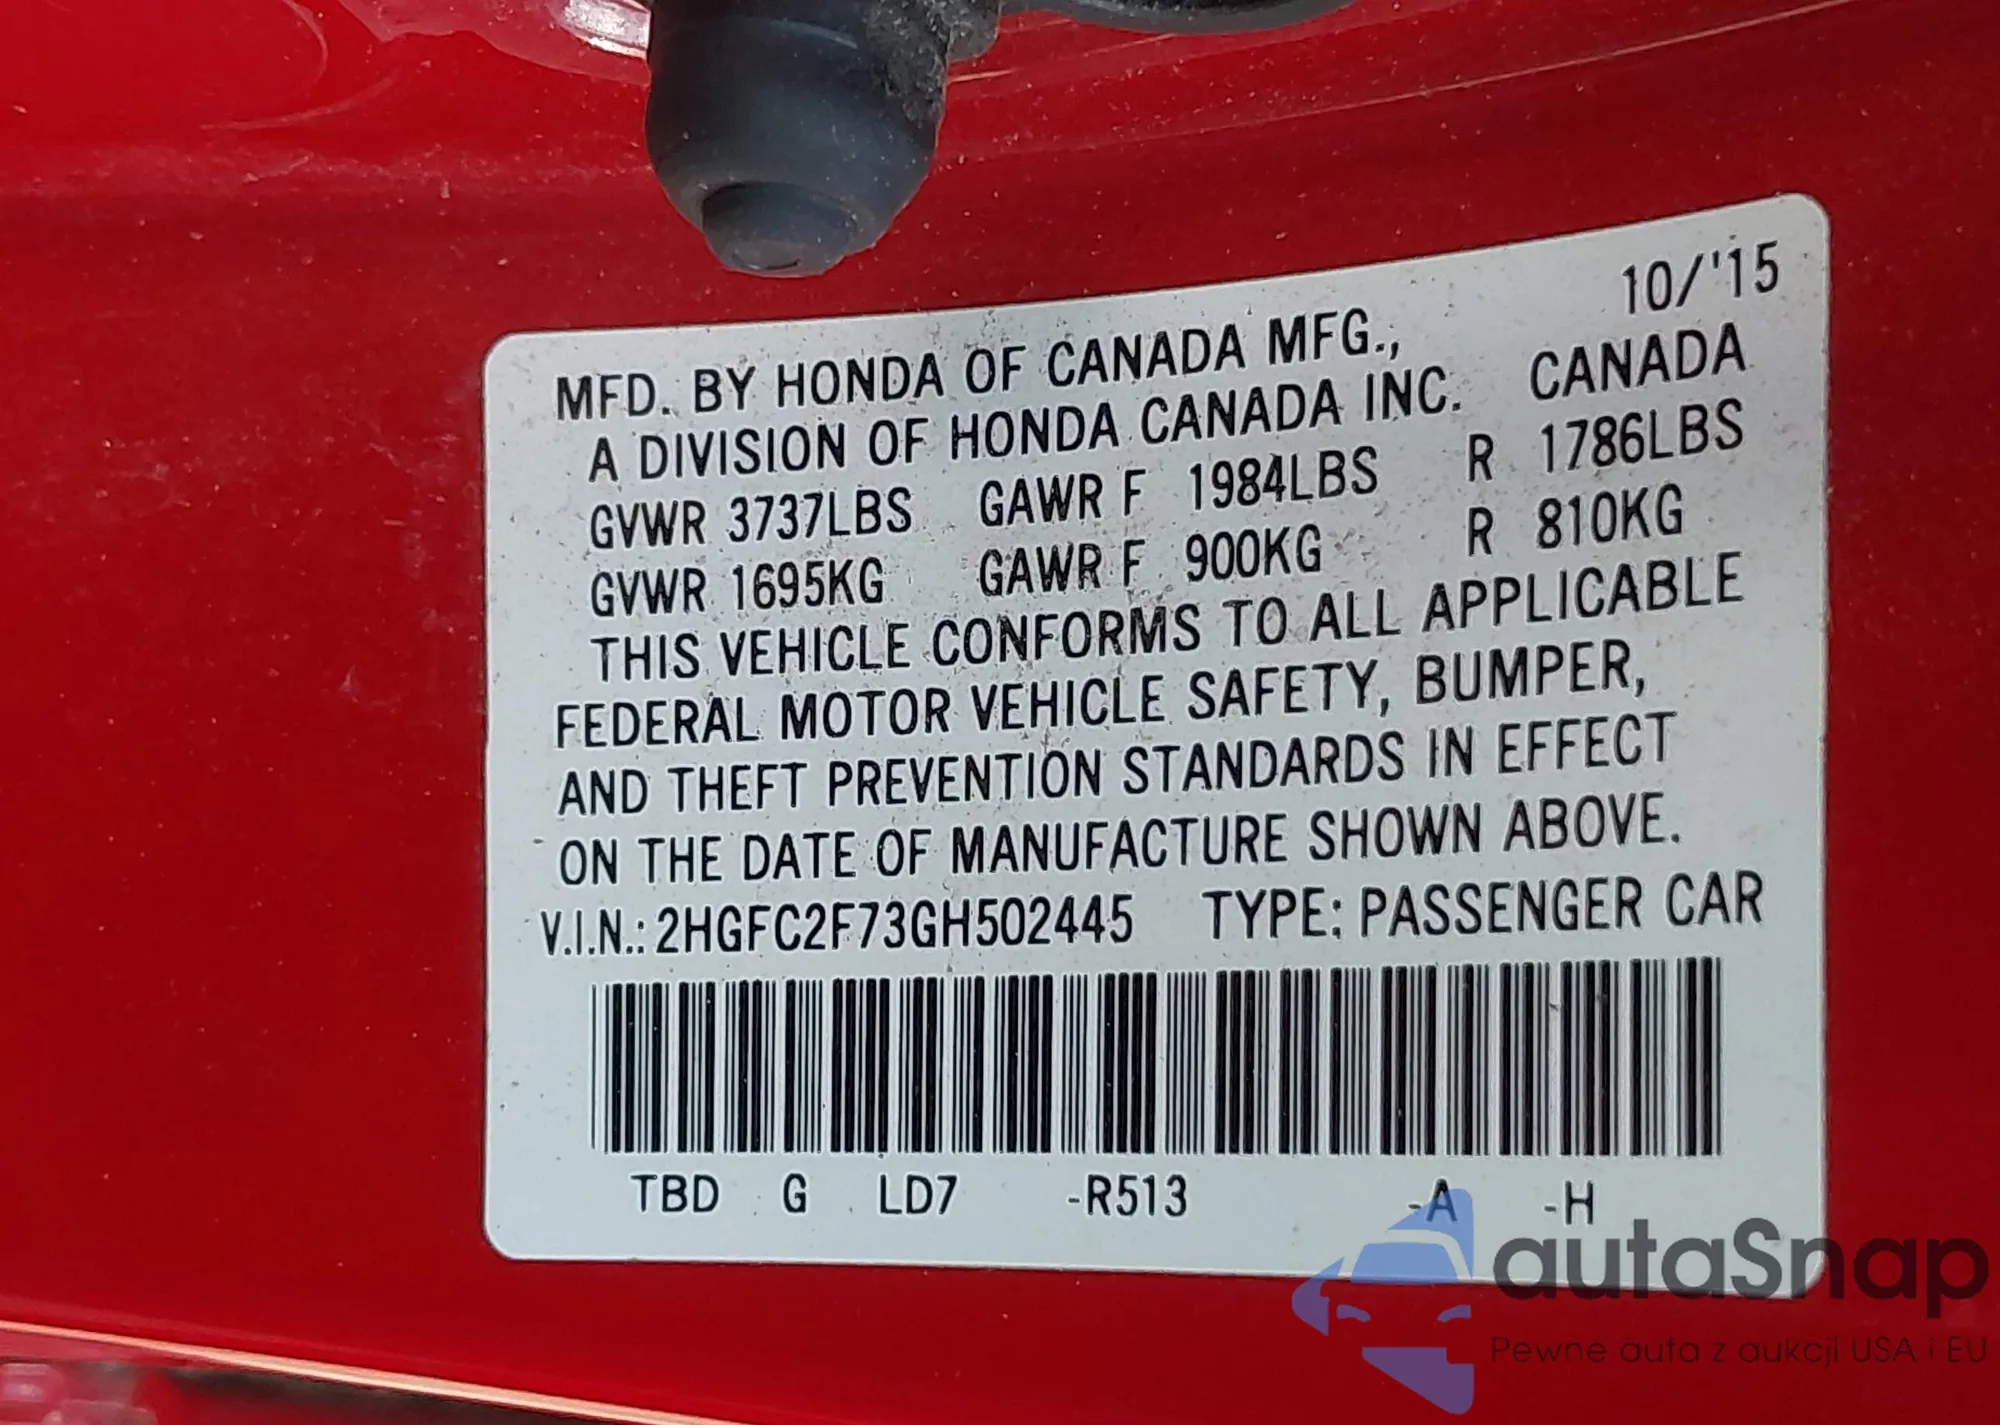 10/'15
MFD. BY HONDA OF CANADA MFG.,
A DIVISION OF HONDA CANADA INC. CANADA
GVWR 3737LBS GAWR F 1984LBS R 1786LBS
GVWR 1695KG GAWR F 900KG R 810KG
THIS VEHICLE CONFORMS TO ALL APPLICABLE
FEDERAL MOTOR VEHICLE SAFETY, BUMPER,
AND THEFT PREVENTION STANDARDS IN EFFECT
ON THE DATE OF MANUFACTURE SHOWN ABOVE.
V.I.N.: 2HGFC2F73GH502445 TYPE: PASSENGER CAR
TBD G LD7 -R513 -A -H
autaSnap
Pewne auta z aukcji USA i EU